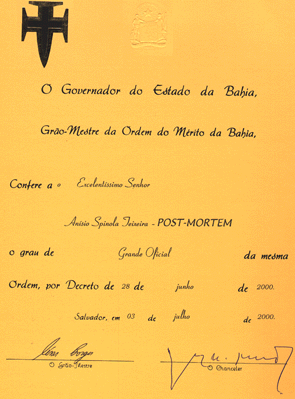 O Governador do Estado da Bahia,
Grão-Mestre da Ordem do Mérito da Bahia,
Confere a o Excelentíssimo Senhor
Anísio Spinola Teixeira - POST-MORTEM
o grau de Grande Oficial da mesma
Ordem, por Decreto de 28 de junho de 2000.
Salvador, em 03 de julho de 2000.
O Grão-Mestre
O Chanceler